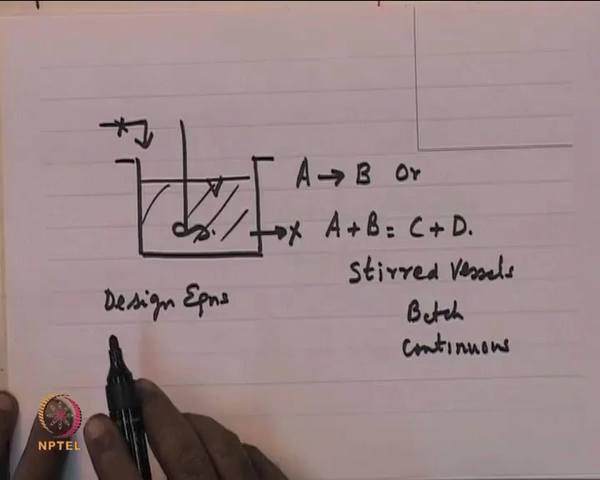 A → B Or
A + B = C + D.
Stirred Vessels
Design Eqns
Batch
Continuous
NPTEL